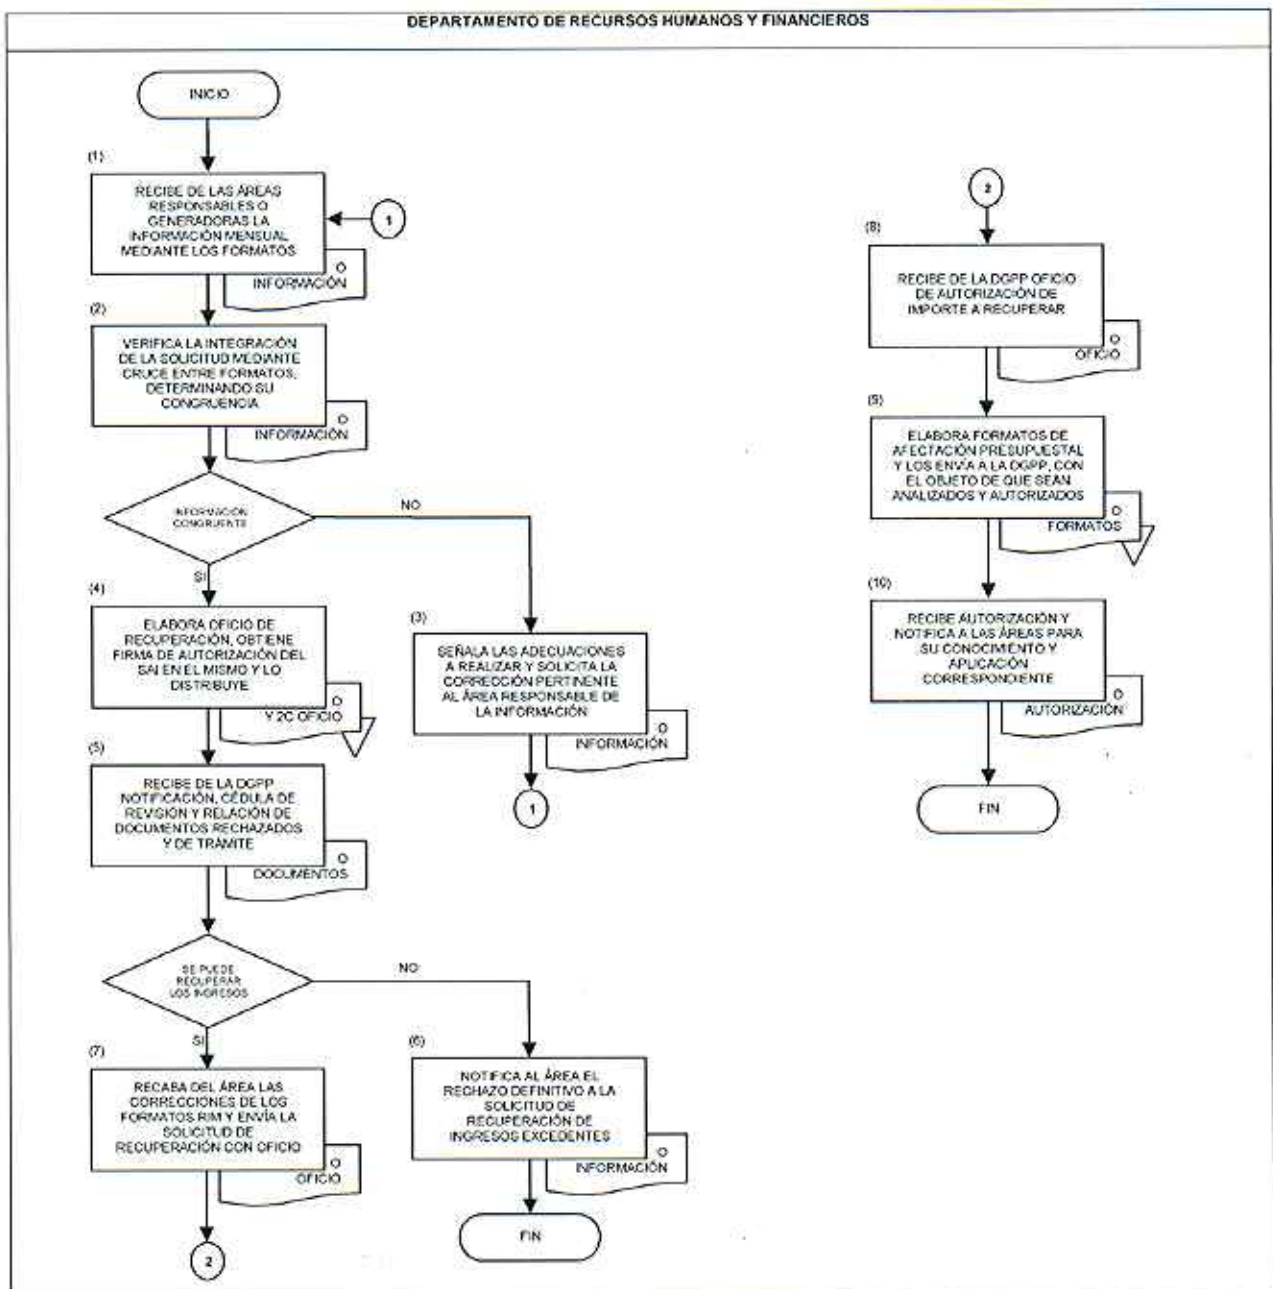 DEPARTAMENTO DE RECURSOS HUMANOS Y FINANCIEROS
INICIO
(1)
RECIBE DE LAS ÁREAS
RESPONSABLES O
GENERADORAS LA
INFORMACIÓN MENSUAL
MEDIANTE LOS FORMATOS
1
O
INFORMACIÓN
(2)
VERIFICA LA INTEGRACIÓN
DE LA SOLICITUD MEDIANTE
CRUCE ENTRE FORMATOS,
DETERMINANDO SU
CONGRUENCIA
O
INFORMACIÓN
INFORMACIÓN
CONGRUENTE
NO
SI
(3)
SEÑALA LAS ADECUACIONES
A REALIZAR Y SOLICITA LA
CORRECCIÓN PERTINENTE
AL ÁREA RESPONSABLE DE
LA INFORMACIÓN
O
INFORMACIÓN
1
(4)
ELABORA OFICIO DE
RECUPERACIÓN, OBTIENE
FIRMA DE AUTORIZACIÓN DEL
SAI EN EL MISMO Y LO
DISTRIBUYE
O
Y 2C OFICIO
(5)
RECIBE DE LA DGPP
NOTIFICACIÓN, CÉDULA DE
REVISIÓN Y RELACIÓN DE
DOCUMENTOS RECHAZADOS
Y DE TRÁMITE
O
DOCUMENTOS
SE PUEDE
RECUPERAR
LOS INGRESOS
NO
SI
(6)
NOTIFICA AL ÁREA EL
RECHAZO DEFINITIVO A LA
SOLICITUD DE
RECUPERACIÓN DE
INGRESOS EXCEDENTES
O
INFORMACIÓN
FIN
(7)
RECABA DEL ÁREA LAS
CORRECCIONES DE LOS
FORMATOS RIM Y ENVÍA LA
SOLICITUD DE
RECUPERACIÓN CON OFICIO
O
OFICIO
2
2
(8)
RECIBE DE LA DGPP OFICIO
DE AUTORIZACIÓN DE
IMPORTE A RECUPERAR
O
OFICIO
(9)
ELABORA FORMATOS DE
AFECTACIÓN PRESUPUESTAL
Y LOS ENVÍA A LA DGPP, CON
EL OBJETO DE QUE SEAN
ANALIZADOS Y AUTORIZADOS
O
FORMATOS
(10)
RECIBE AUTORIZACIÓN Y
NOTIFICA A LAS ÁREAS PARA
SU CONOCIMIENTO Y
APLICACIÓN
CORRESPONDIENTE
O
AUTORIZACIÓN
FIN